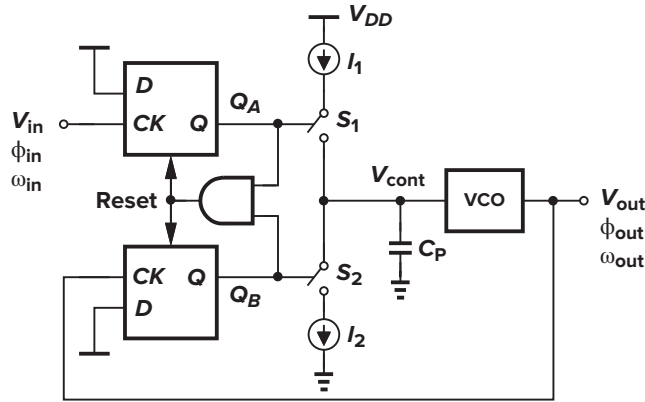 V_DD
I_1
D
CK
Q
Q_A
S_1
V_in
ϕ_in
ω_in
Reset
V_cont
VCO
V_out
ϕ_out
ω_out
C_P
CK
Q
D
Q_B
S_2
I_2